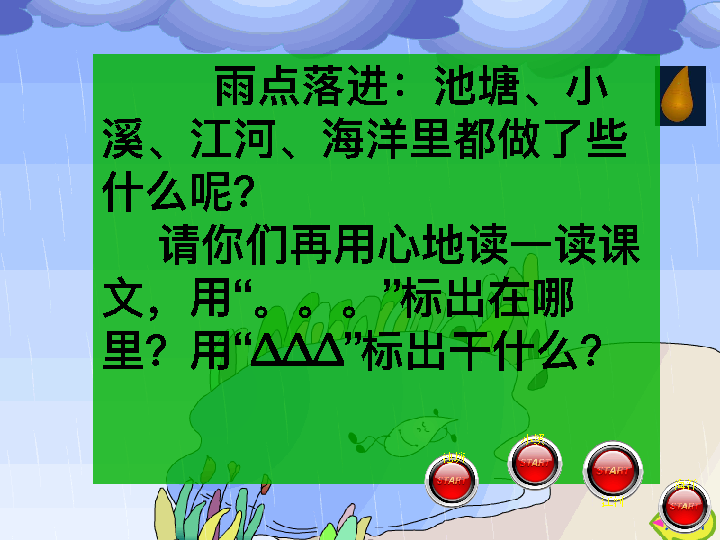 雨点落进：池塘、小
溪、江河、海洋里都做了些
什么呢？
请你们再用心地读一读课
文，用“。。。”标出在哪
里？用“ΔΔΔ”标出干什么？
START
START
START
START